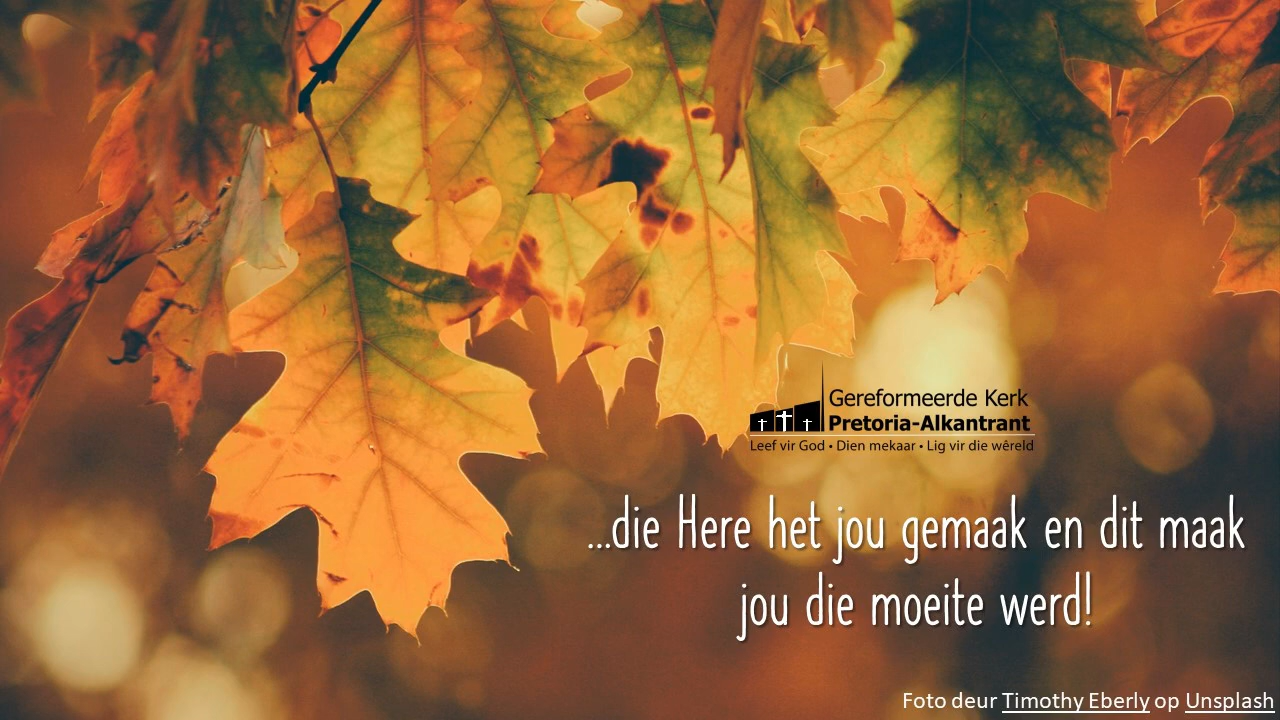 Gereformeerde Kerk
Pretoria-Alkantrant
Leef vir God • Dien mekaar • Lig vir die wêreld
...die Here het jou gemaak en dit maak
jou die moeite werd!
Foto deur Timothy Eberly op Unsplash